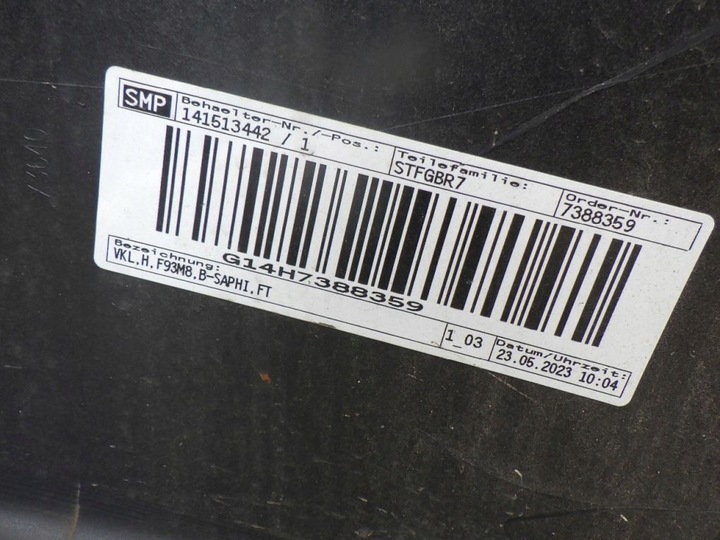 SMP
Behaelter-Nr./-Pos.:
141513442 / 1
Teilefamilie:
STFGBR7
Order-Nr.:
7388359
G14H7388359
Bezeichnung:
VKL.H.F93M8.B-SAPHI.FT
1_03
Datum/Uhrzeit:
23.05.2023 10:04